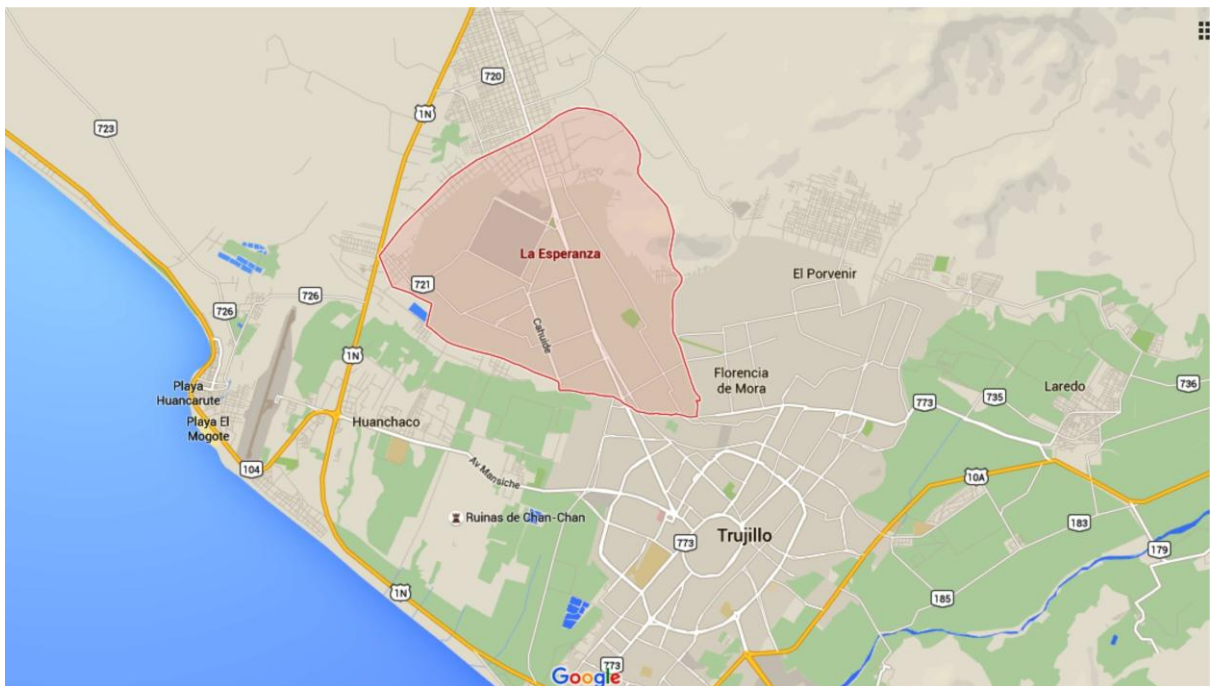 720
1N
723
La Esperanza
El Porvenir
721
726
726
Cahuide
1N
Florencia
de Mora
Playa
Huancarute
Laredo
736
735
773
Playa El
Mogote
Huanchaco
104
Av Mansiche
10A
Ruinas de Chan-Chan
183
Trujillo
773
179
1N
185
773
Google